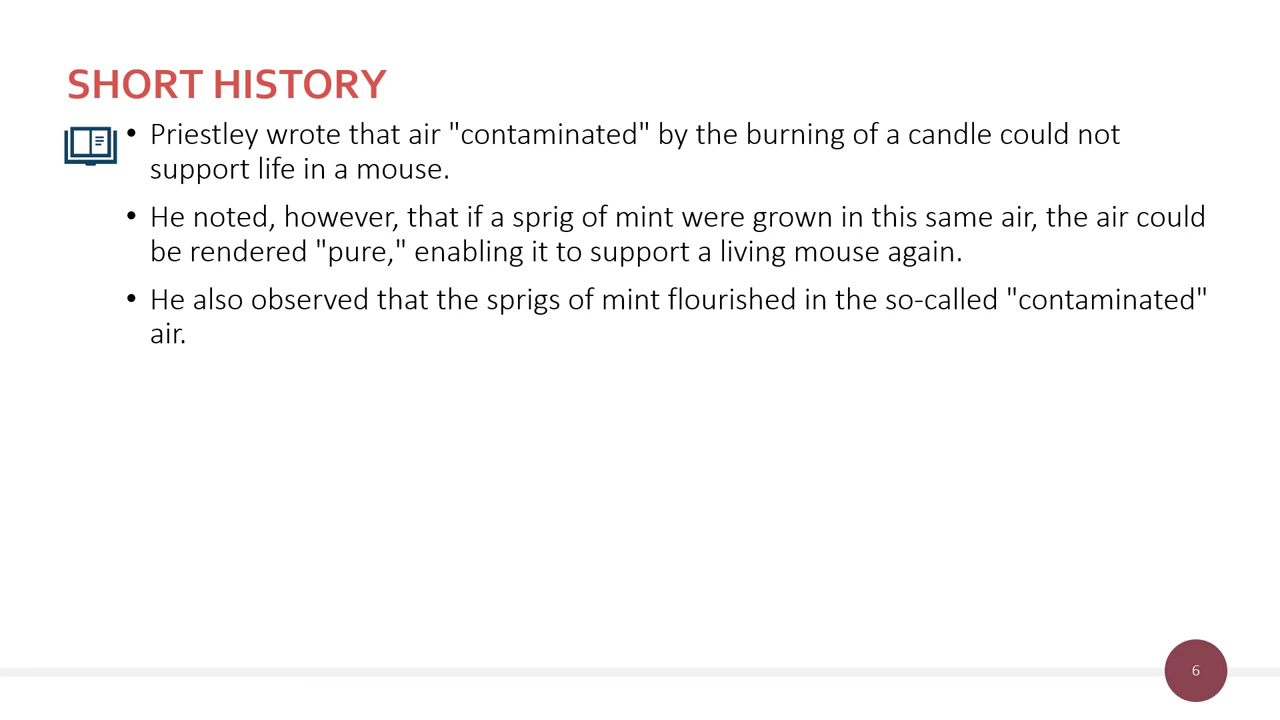 SHORT HISTORY
• Priestley wrote that air "contaminated" by the burning of a candle could not
support life in a mouse.
• He noted, however, that if a sprig of mint were grown in this same air, the air could
be rendered "pure," enabling it to support a living mouse again.
• He also observed that the sprigs of mint flourished in the so-called "contaminated"
air.
6